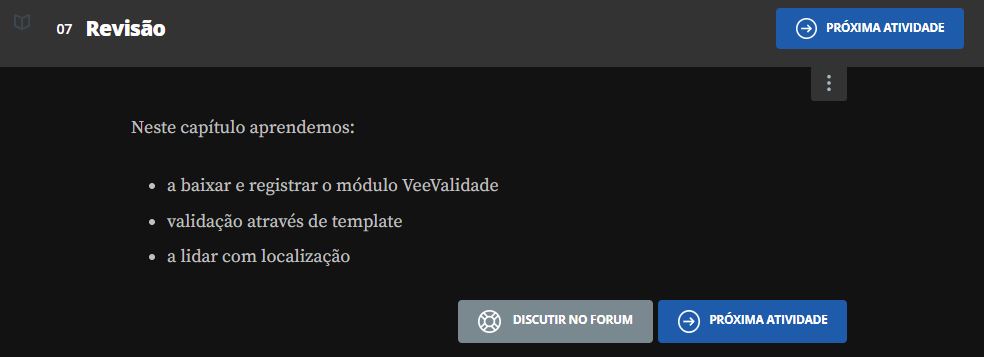 07 Revisão
PRÓXIMA ATIVIDADE
Neste capítulo aprendemos:
• a baixar e registrar o módulo VeeValidade
• validação através de template
• a lidar com localização
DISCUTIR NO FORUM
PRÓXIMA ATIVIDADE